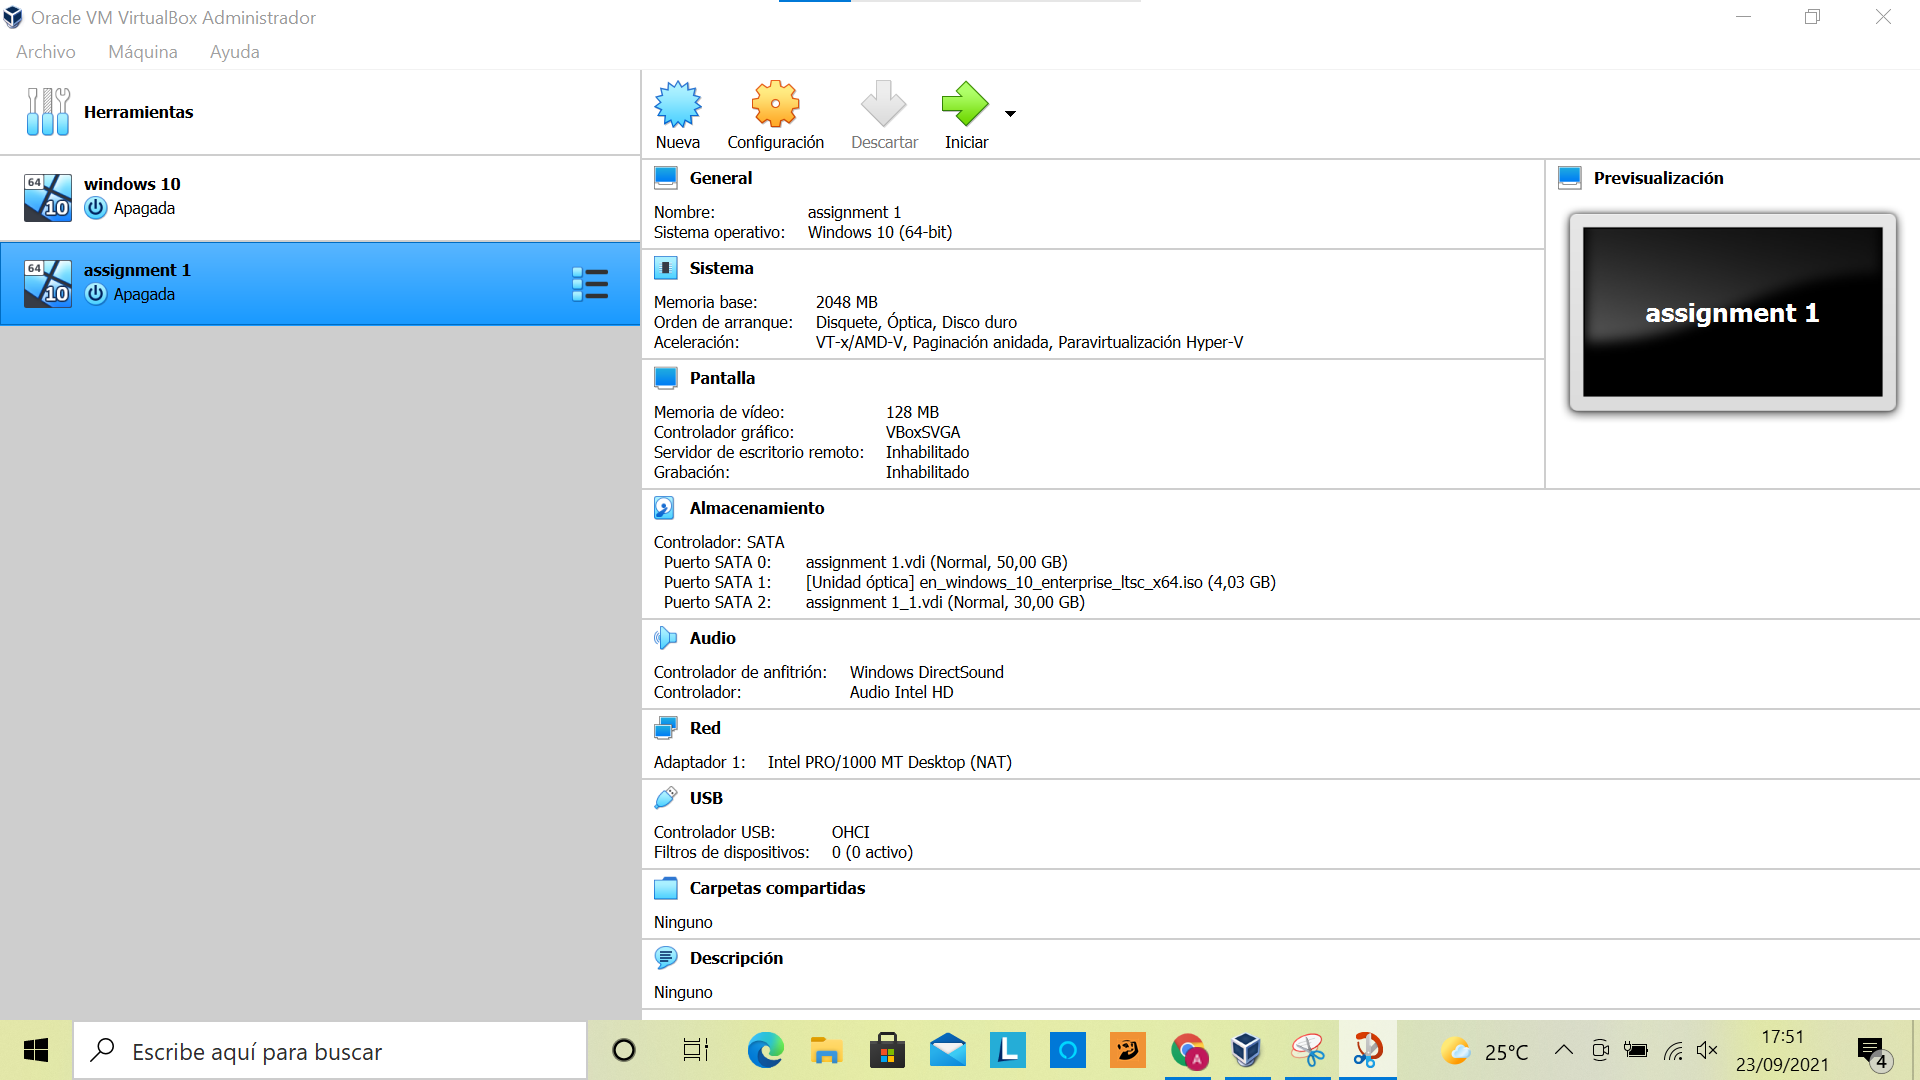 Oracle VM VirtualBox Administrador
Archivo Máquina Ayuda
Herramientas
64 10 windows 10
Apagada
64 10 assignment 1
Apagada
Nueva Configuración Descartar Iniciar
General
Nombre: assignment 1
Sistema operativo: Windows 10 (64-bit)
Sistema
Memoria base: 2048 MB
Orden de arranque: Disquete, Óptica, Disco duro
Aceleración: VT-x/AMD-V, Paginación anidada, Paravirtualización Hyper-V
Pantalla
Memoria de vídeo: 128 MB
Controlador gráfico: VBoxSVGA
Servidor de escritorio remoto: Inhabilitado
Grabación: Inhabilitado
Previsualización
assignment 1
Almacenamiento
Controlador: SATA
Puerto SATA 0: assignment 1.vdi (Normal, 50,00 GB)
Puerto SATA 1: [Unidad óptica] en_windows_10_enterprise_ltsc_x64.iso (4,03 GB)
Puerto SATA 2: assignment 1_1.vdi (Normal, 30,00 GB)
Audio
Controlador de anfitrión: Windows DirectSound
Controlador: Audio Intel HD
Red
Adaptador 1: Intel PRO/1000 MT Desktop (NAT)
USB
Controlador USB: OHCI
Filtros de dispositivos: 0 (0 activo)
Carpetas compartidas
Ninguno
Descripción
Ninguno
Escribe aquí para buscar
L
A
25°C
17:51
23/09/2021
4